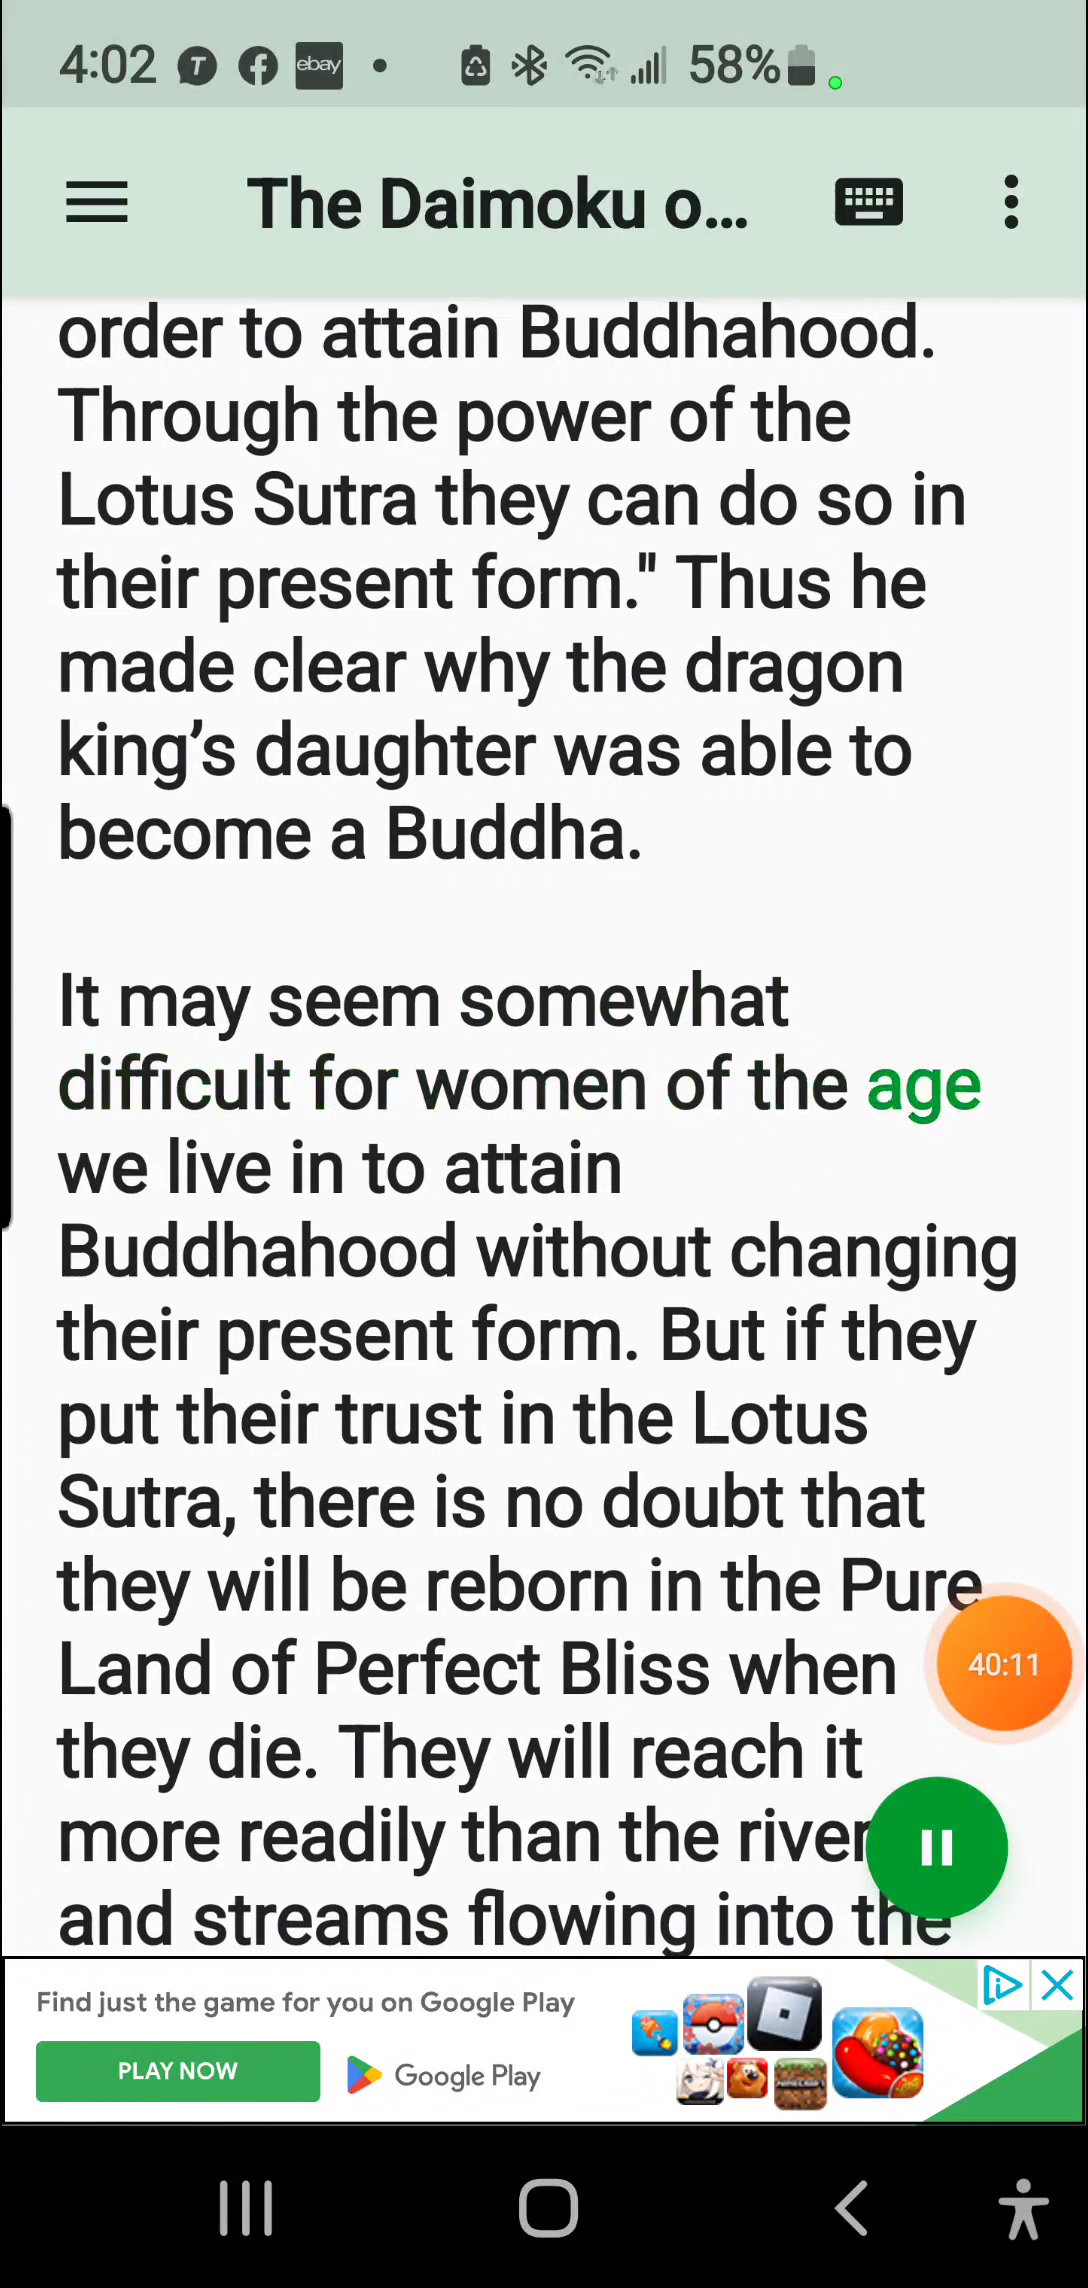 4:02
ebay
58%
The Daimoku o...
order to attain Buddhahood.
Through the power of the
Lotus Sutra they can do so in
their present form." Thus he
made clear why the dragon
king's daughter was able to
become a Buddha.
It may seem somewhat
difficult for women of the age
we live in to attain
Buddhahood without changing
their present form. But if they
put their trust in the Lotus
Sutra, there is no doubt that
they will be reborn in the Pure
Land of Perfect Bliss when
40:11
they die. They will reach it
more readily than the river
and streams flowing into the
Find just the game for you on Google Play
PLAY NOW
Google Play